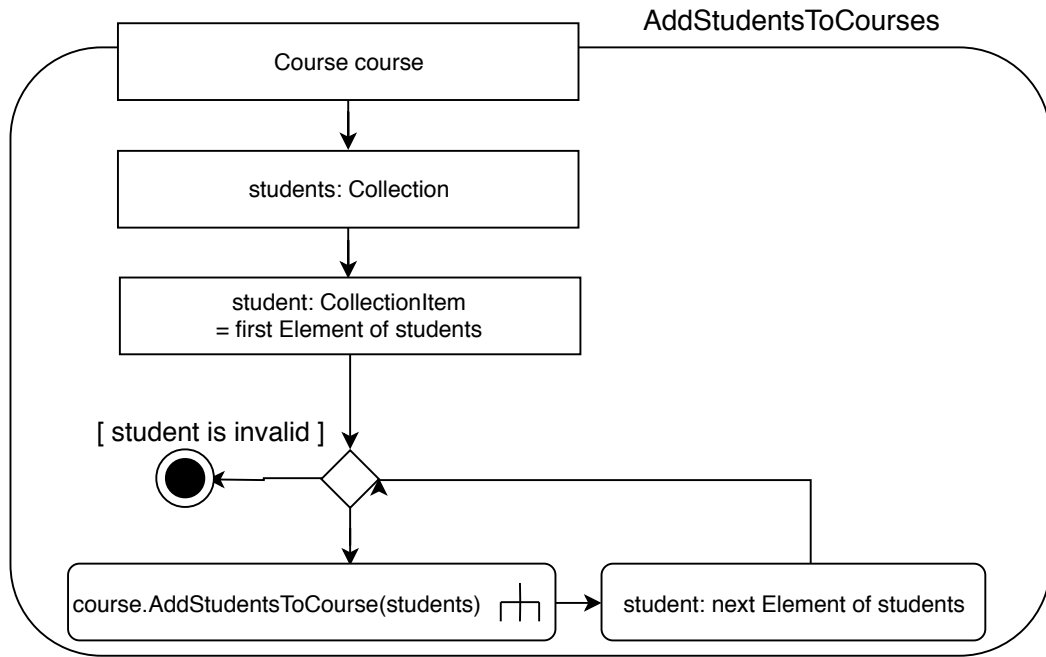 AddStudentsToCourses
Course course
students: Collection
student: CollectionItem
= first Element of students
[ student is invalid ]
course.AddStudentsToCourse(students)
student: next Element of students